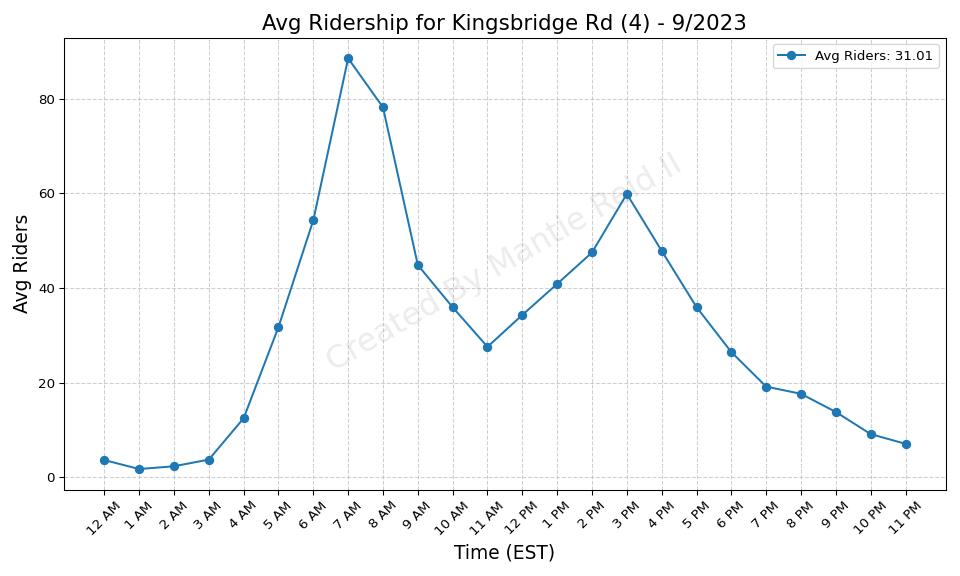 Avg Ridership for Kingsbridge Rd (4) - 9/2023
Avg Riders: 31.01
Avg Riders
80
60
40
20
0
Created By Mantle Reid II
12 AM
1 AM
2 AM
3 AM
4 AM
5 AM
6 AM
7 AM
8 AM
9 AM
10 AM
11 AM
12 PM
1 PM
2 PM
3 PM
4 PM
5 PM
6 PM
7 PM
8 PM
9 PM
10 PM
11 PM
Time (EST)